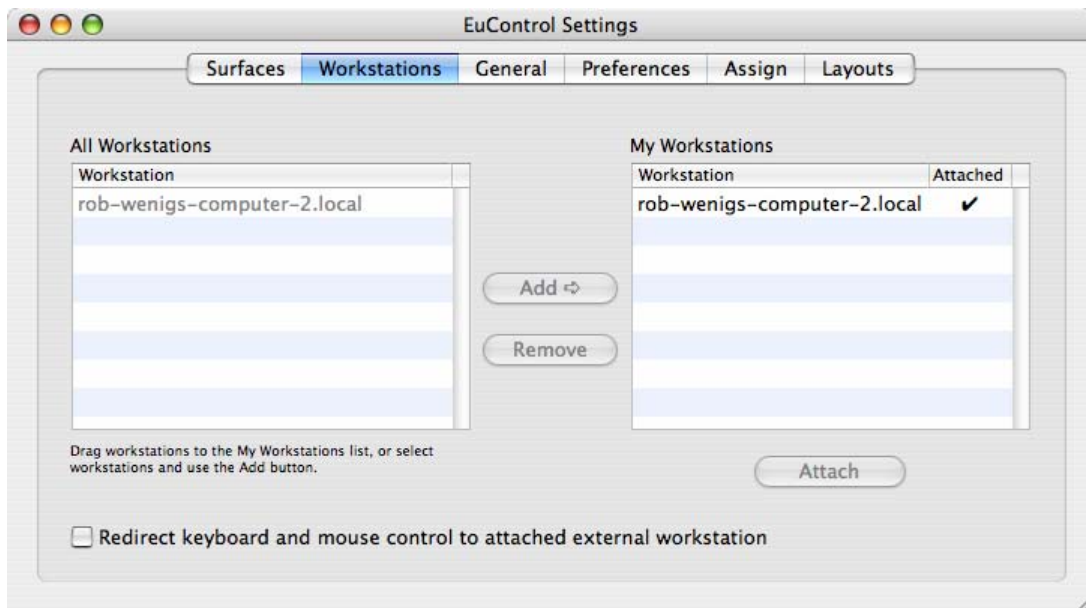 EuControl Settings
Surfaces Workstations General Preferences Assign Layouts
All Workstations
Workstation
rob-wenigs-computer-2.local
My Workstations
Workstation Attached
rob-wenigs-computer-2.local ✔
Add ➩
Remove
Drag workstations to the My Workstations list, or select
workstations and use the Add button.
Attach
Redirect keyboard and mouse control to attached external workstation